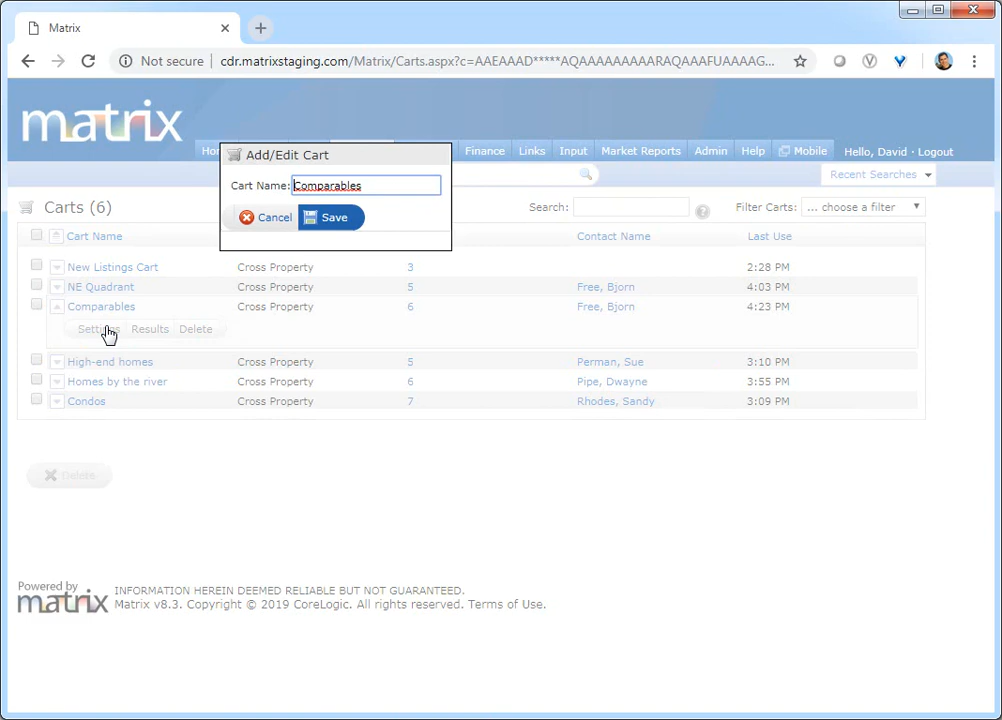 Matrix
Not secure cdr.matrixstaging.com/Matrix/Carts.aspx?c=AAEAAAD*****AQAAAAAAAAARAQAAAFUAAAAG...
matrix
Finance Links Input Market Reports Admin Help Mobile Hello, David · Logout
Add/Edit Cart
Cart Name: Comparables
Cancel Save
Recent Searches
Carts (6) Search: Filter Carts: ... choose a filter
Cart Name Contact Name Last Use
New Listings Cart Cross Property 3 2:28 PM
NE Quadrant Cross Property 5 Free, Bjorn 4:03 PM
Comparables Cross Property 6 Free, Bjorn 4:23 PM
Settings Results Delete
High-end homes Cross Property 5 Perman, Sue 3:10 PM
Homes by the river Cross Property 6 Pipe, Dwayne 3:55 PM
Condos Cross Property 7 Rhodes, Sandy 3:09 PM
Delete
Powered by
matrix
INFORMATION HEREIN DEEMED RELIABLE BUT NOT GUARANTEED.
Matrix v8.3. Copyright © 2019 CoreLogic. All rights reserved. Terms of Use.